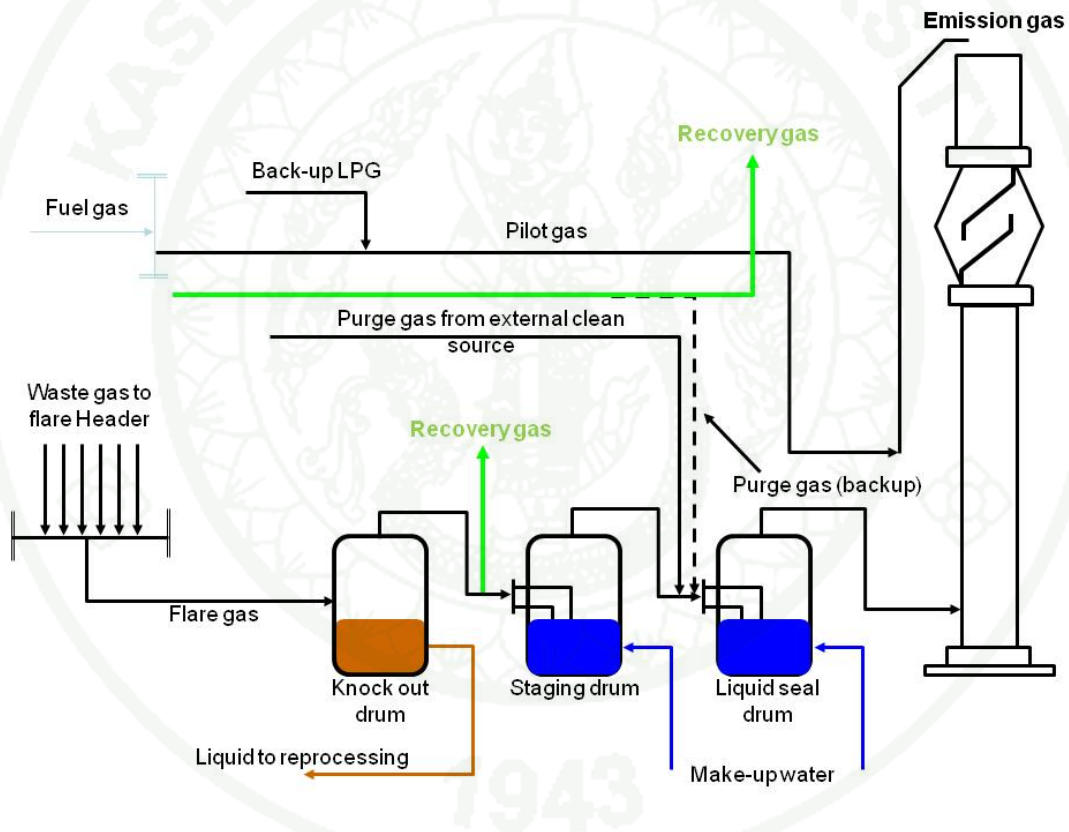 Emission gas
Recovery gas
Back-up LPG
Fuel gas
Pilot gas
Purge gas from external clean
source
Waste gas to
flare Header
Recovery gas
Purge gas (backup)
Flare gas
Knock out
drum
Staging drum
Liquid seal
drum
Liquid to reprocessing
Make-up water
1943